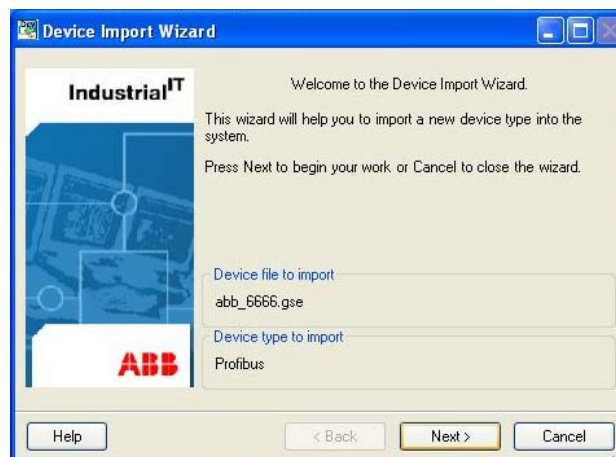 Device Import Wizard
Industrial IT
Welcome to the Device Import Wizard.
This wizard will help you to import a new device type into the
system.
Press Next to begin your work or Cancel to close the wizard.
Device file to import
abb_6666.gse
Device type to import
Profibus
ABB
Help
< Back
Next >
Cancel